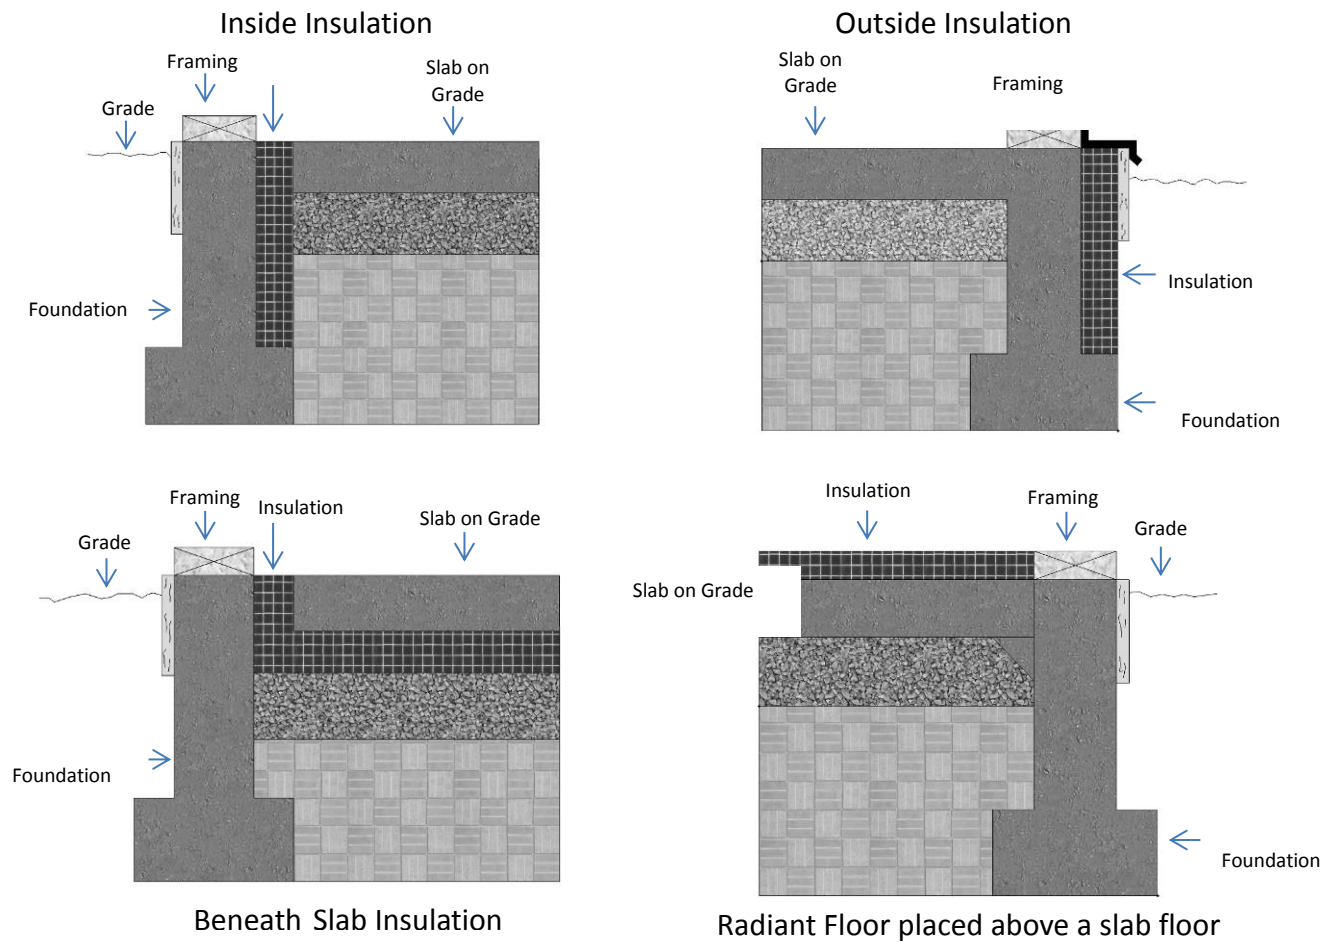 Inside Insulation
Framing
Slab on
Grade
Grade
Foundation
Outside Insulation
Slab on
Grade
Framing
Insulation
Foundation
Framing
Insulation
Slab on Grade
Grade
Foundation
Beneath Slab Insulation
Insulation
Framing
Grade
Slab on Grade
Foundation
Radiant Floor placed above a slab floor